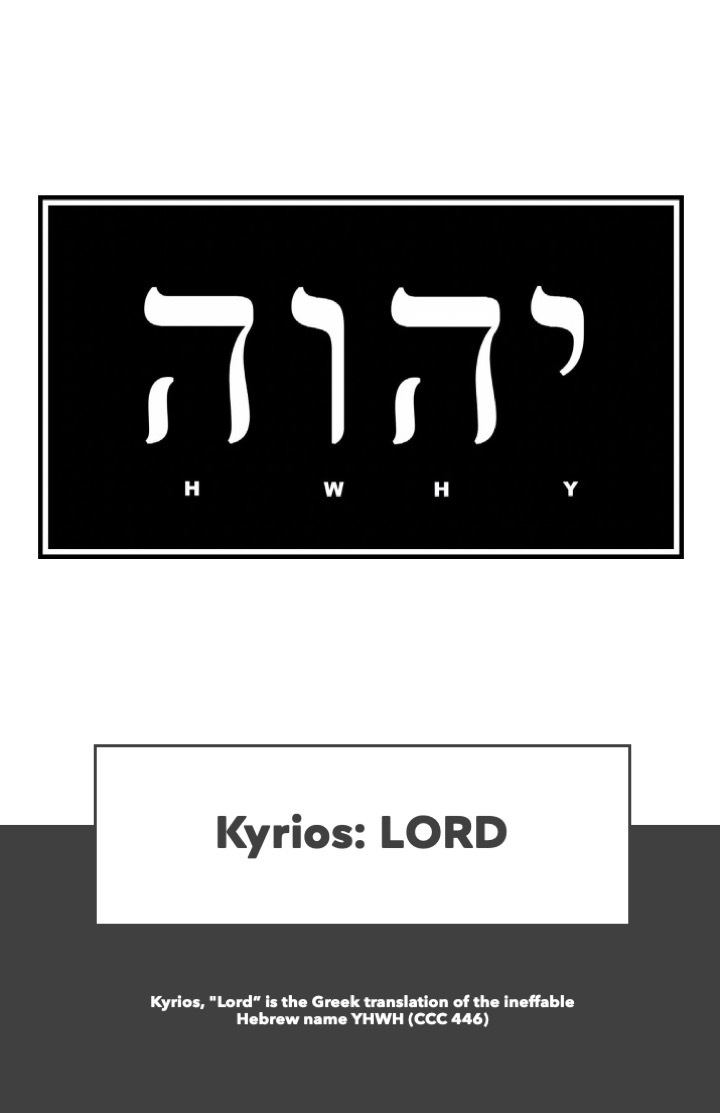 יהוה
H W H Y
Kyrios: LORD
Kyrios, "Lord” is the Greek translation of the ineffable
Hebrew name YHWH (CCC 446)